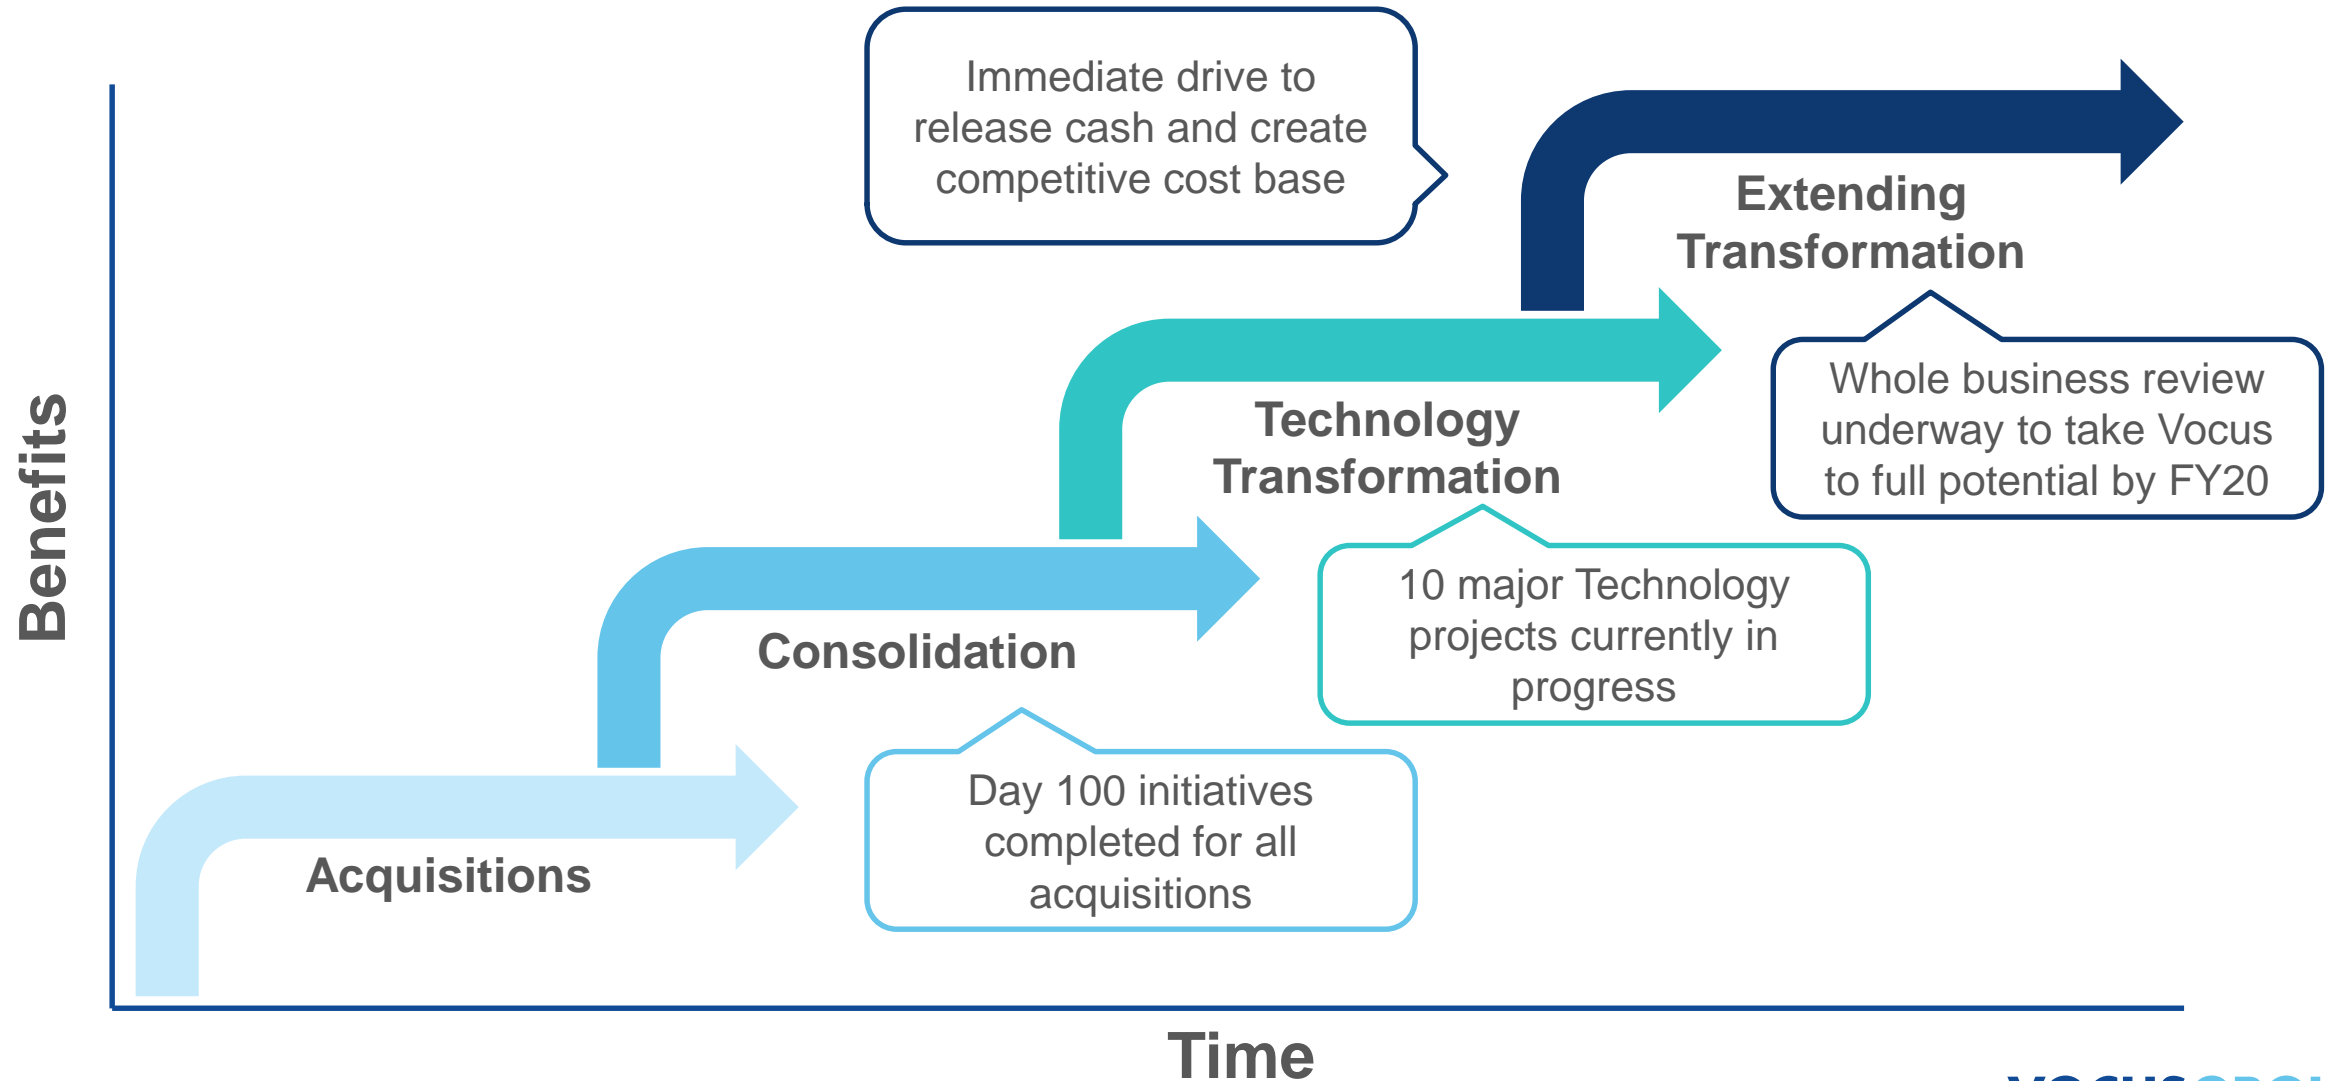 Immediate drive to
release cash and create
competitive cost base
Extending
Transformation
Whole business review
underway to take Vocus
to full potential by FY20
Technology
Transformation
10 major Technology
projects currently in
progress
Consolidation
Day 100 initiatives
completed for all
acquisitions
Acquisitions
Benefits
Time